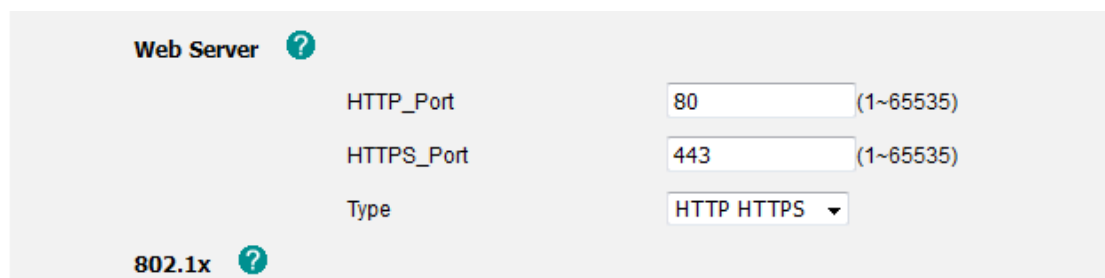 Web Server ?
HTTP_Port 80 (1~65535)
HTTPS_Port 443 (1~65535)
Type HTTP HTTPS
802.1x ?